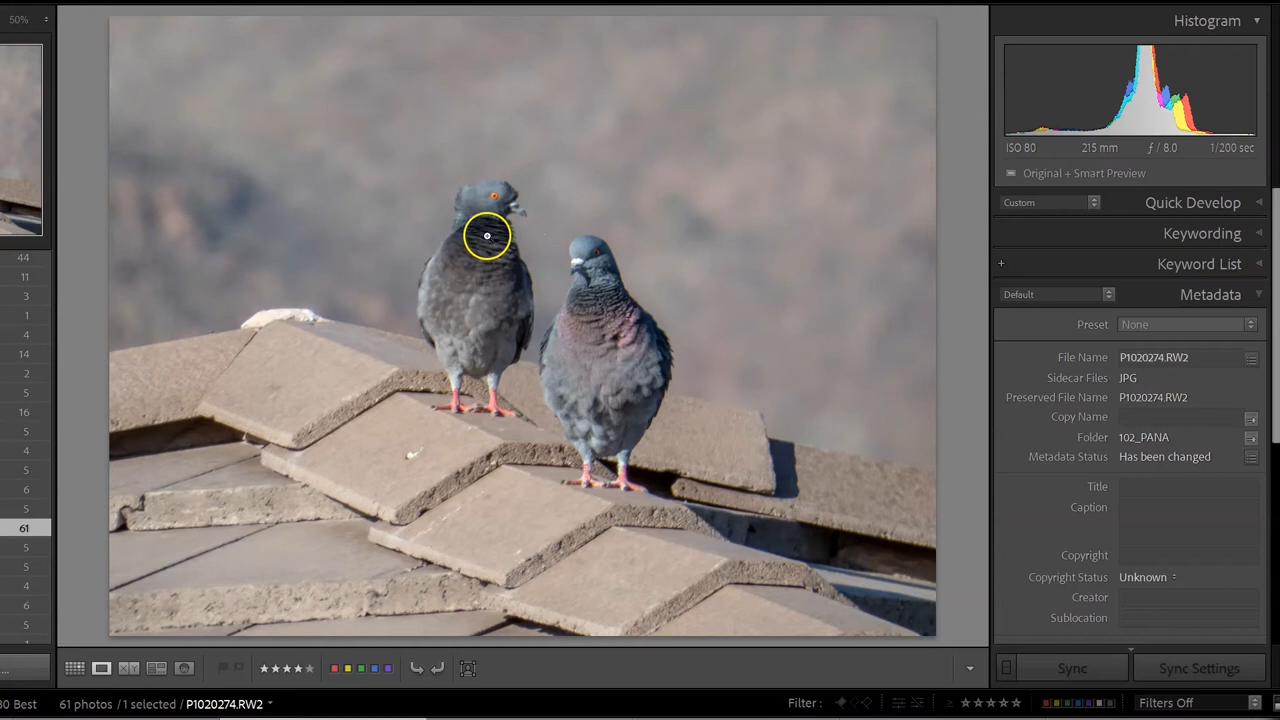 50%
Histogram
ISO 80 215 mm ƒ / 8.0 1/200 sec
Original + Smart Preview
Custom Quick Develop
Keywording
+ Keyword List
Default Metadata
Preset None
File Name P1020274.RW2
Sidecar Files JPG
Preserved File Name P1020274.RW2
Copy Name
Folder 102_PANA
Metadata Status Has been changed
Title
Caption
Copyright
Copyright Status Unknown
Creator
Sublocation
44
11
3
1
4
14
2
5
16
5
4
5
6
5
61
5
5
4
6
5
...
XY
Sync Sync Settings
30 Best 61 photos / 1 selected / P1020274.RW2 Filter : ≥ Filters Off